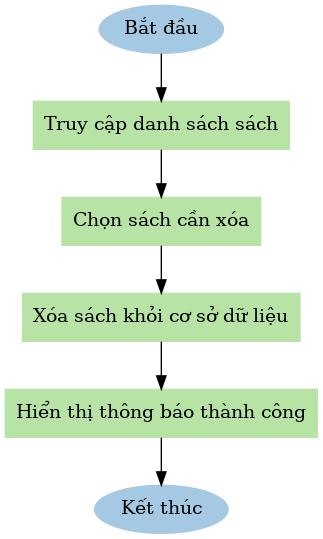 Bắt đầu
Truy cập danh sách sách
Chọn sách cần xóa
Xóa sách khỏi cơ sở dữ liệu
Hiển thị thông báo thành công
Kết thúc